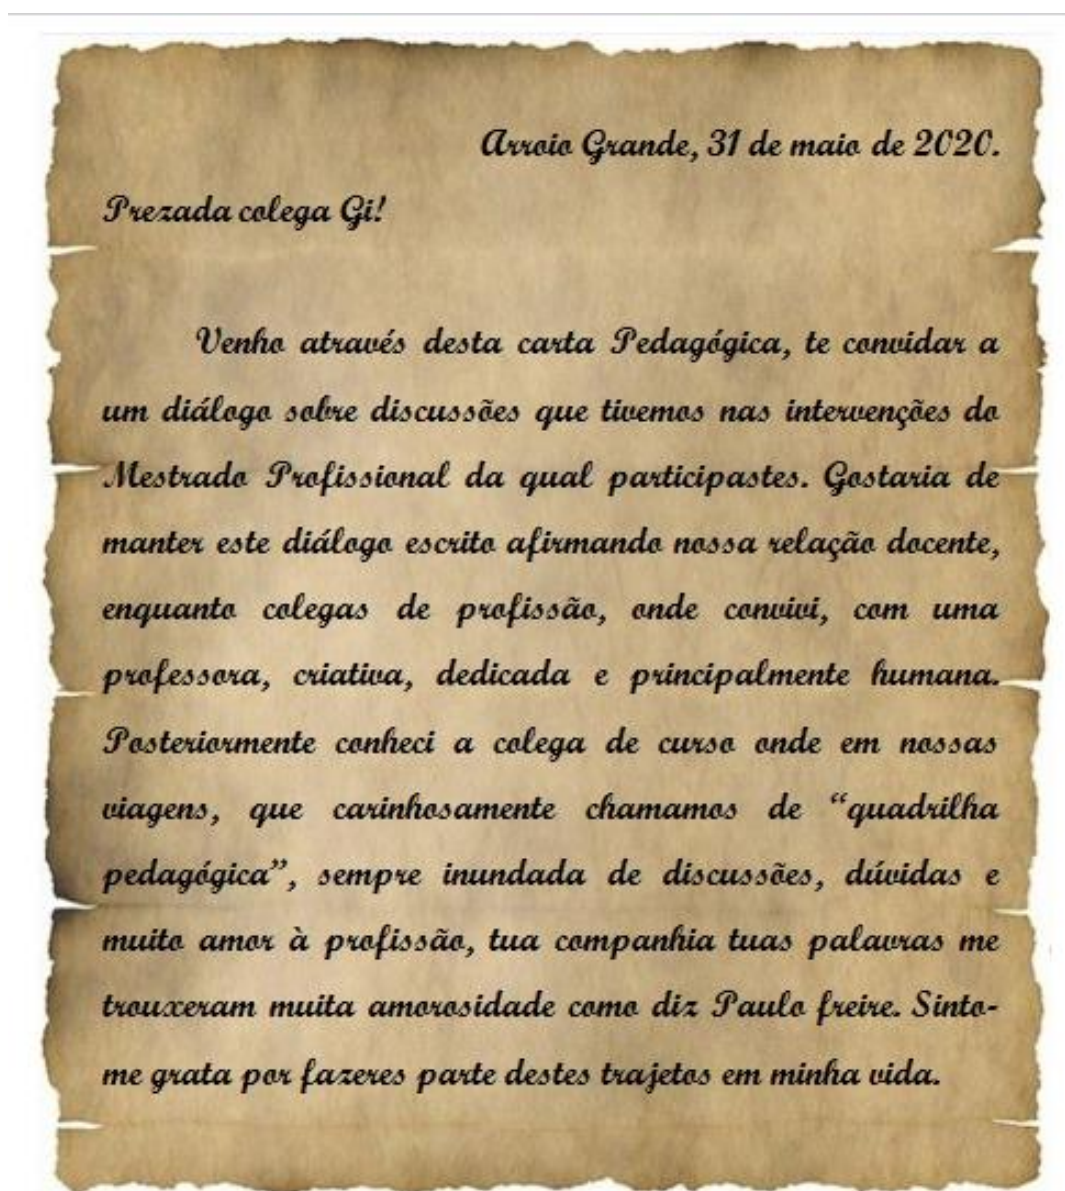 Arroio Grande, 31 de maio de 2020.
Prezada colega Gi!
Venho através desta carta Pedagógica, te convidar a
um diálogo sobre discussões que tivemos nas intervenções do
Mestrado Profissional da qual participastes. Gostaria de
manter este diálogo escrito afirmando nossa relação docente,
enquanto colegas de profissão, onde convivi, com uma
professora, criativa, dedicada e principalmente humana.
Posteriormente conheci a colega de curso onde em nossas
viagens, que carinhosamente chamamos de “quadrilha
pedagógica”, sempre inundada de discussões, dúvidas e
muito amor à profissão, tua companhia tuas palavras me
trouxeram muita amorosidade como diz Paulo freire. Sinto-
me grata por fazeres parte destes trajetos em minha vida.